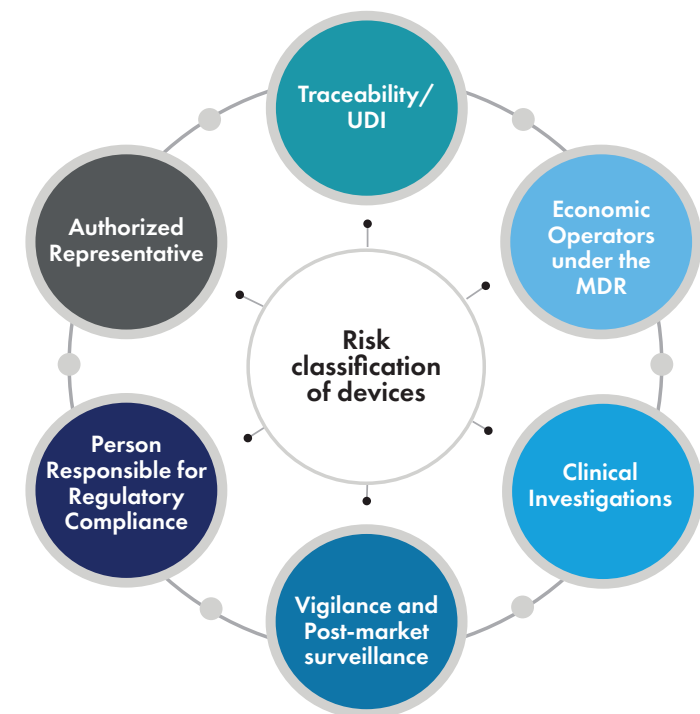 Traceability/
UDI
Economic
Operators
under the
MDR
Clinical
Investigations
Vigilance and
Post-market
surveillance
Person
Responsible for
Regulatory
Compliance
Authorized
Representative
Risk
classification
of devices